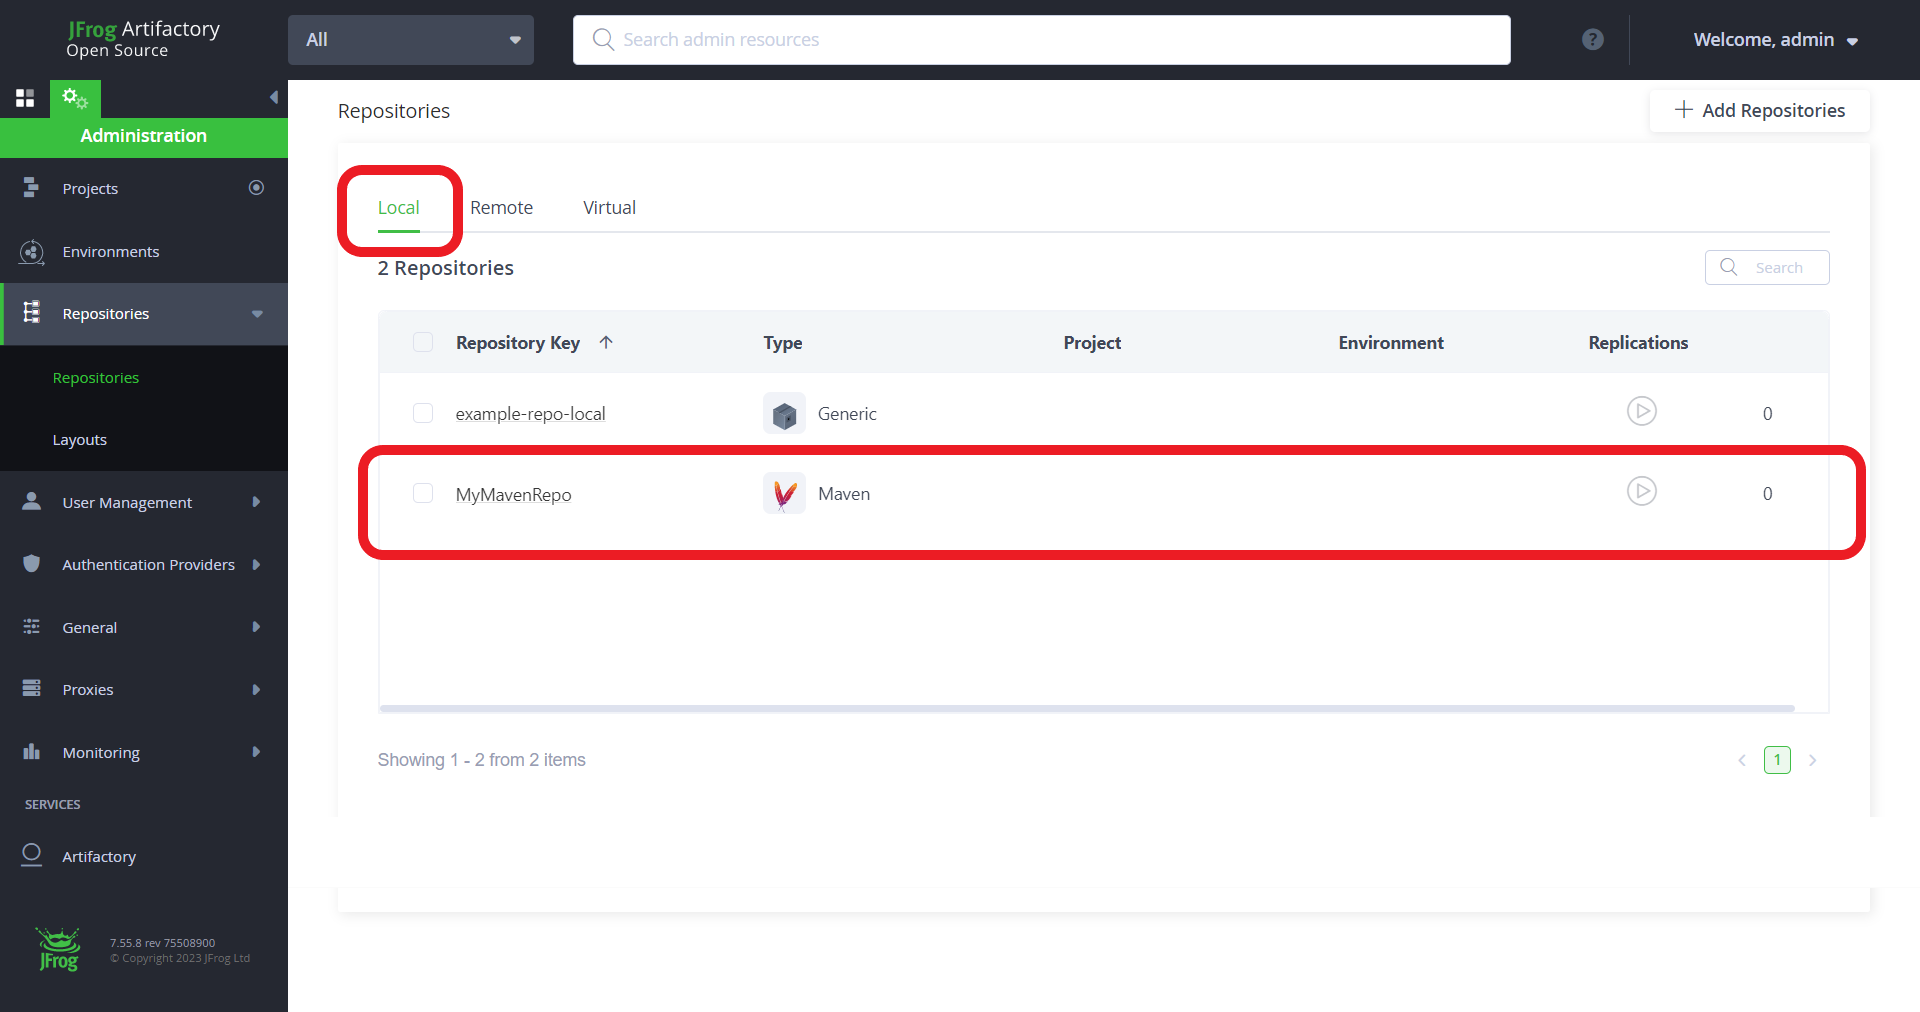 JFrog Artifactory
Open Source
All
Search admin resources
?
Welcome, admin
Administration
Projects
Environments
Repositories
Repositories
Layouts
User Management
Authentication Providers
General
Proxies
Monitoring
SERVICES
Artifactory
JFrog
7.55.8 rev 75508900
© Copyright 2023 JFrog Ltd
Repositories
Add Repositories
Local Remote Virtual
2 Repositories
Search
Repository Key Type Project Environment Replications
example-repo-local Generic 0
MyMavenRepo Maven 0
Showing 1 - 2 from 2 items
1